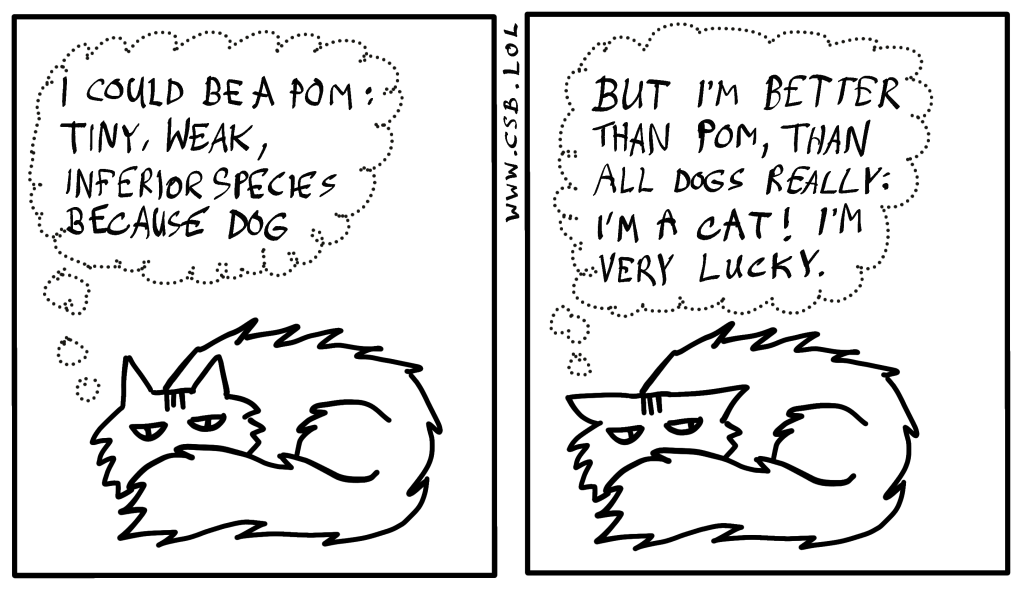 I COULD BE A POM:
TINY, WEAK,
INFERIOR SPECIES
BECAUSE DOG
WWW.CSB.LOL
BUT I'M BETTER
THAN POM, THAN
ALL DOGS REALLY:
I'M A CAT! I'M
VERY LUCKY.